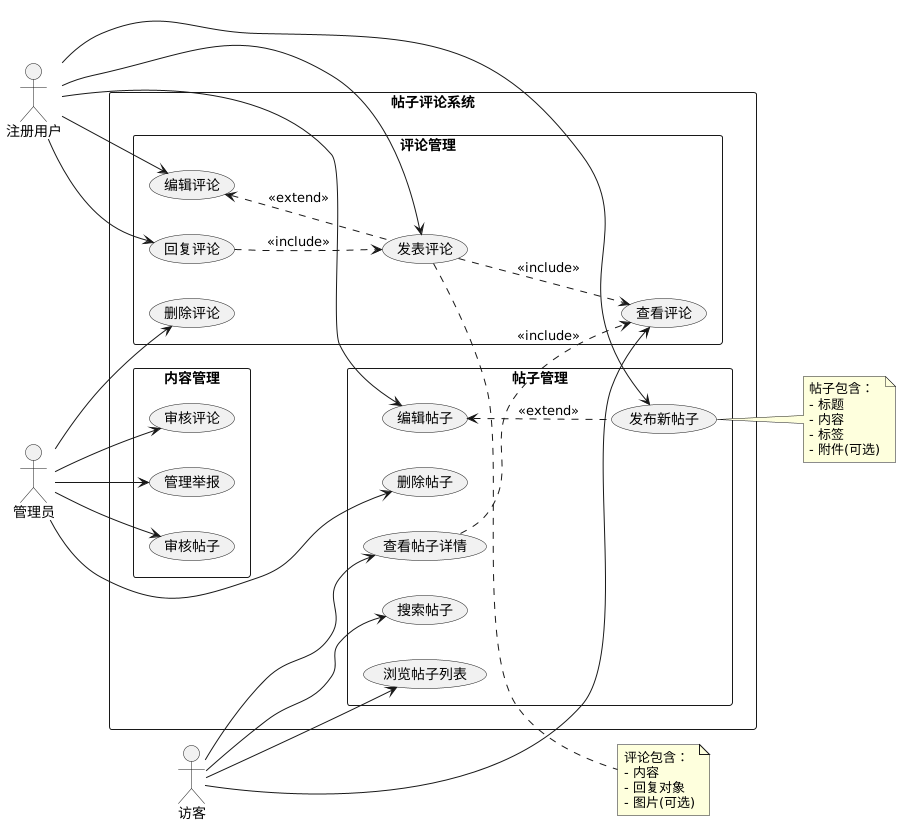 帖子评论系统
注册用户
评论管理
编辑评论
«extend»
回复评论
«include»
发表评论
«include»
删除评论
查看评论
«include»
内容管理
审核评论
管理举报
审核帖子
管理员
帖子管理
编辑帖子
«extend»
发布新帖子
删除帖子
查看帖子详情
搜索帖子
浏览帖子列表
帖子包含：
- 标题
- 内容
- 标签
- 附件(可选)
访客
评论包含：
- 内容
- 回复对象
- 图片(可选)